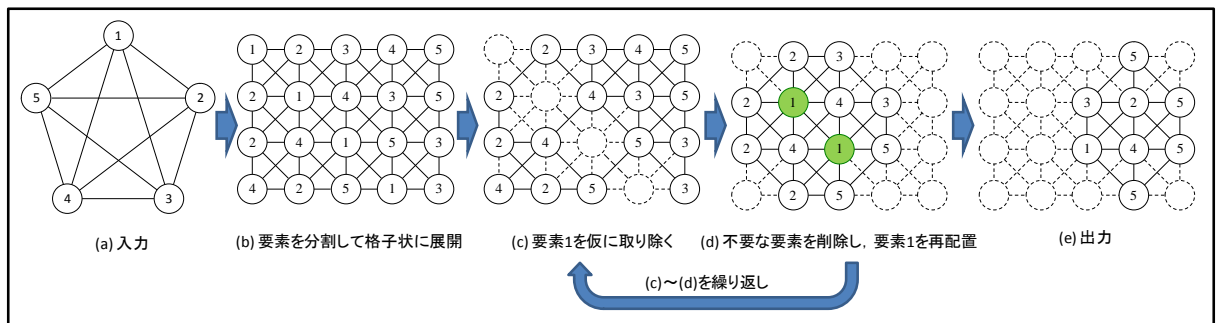 1
5 2
4 3
(a) 入力
1 2 3 4 5
2 1 4 3 5
2 4 1 5 3
4 2 5 1 3
(b) 要素を分割して格子状に展開
2 3 4 5
2 4 3 5
2 4 5 3
4 2 5 3
(c) 要素1を仮に取り除く
2 3
2 1 4 3
2 4 1 5
2 5
(d) 不要な要素を削除し，要素1を再配置
5
3 2 5
1 4 5
5
(e) 出力
(c)～(d)を繰り返し